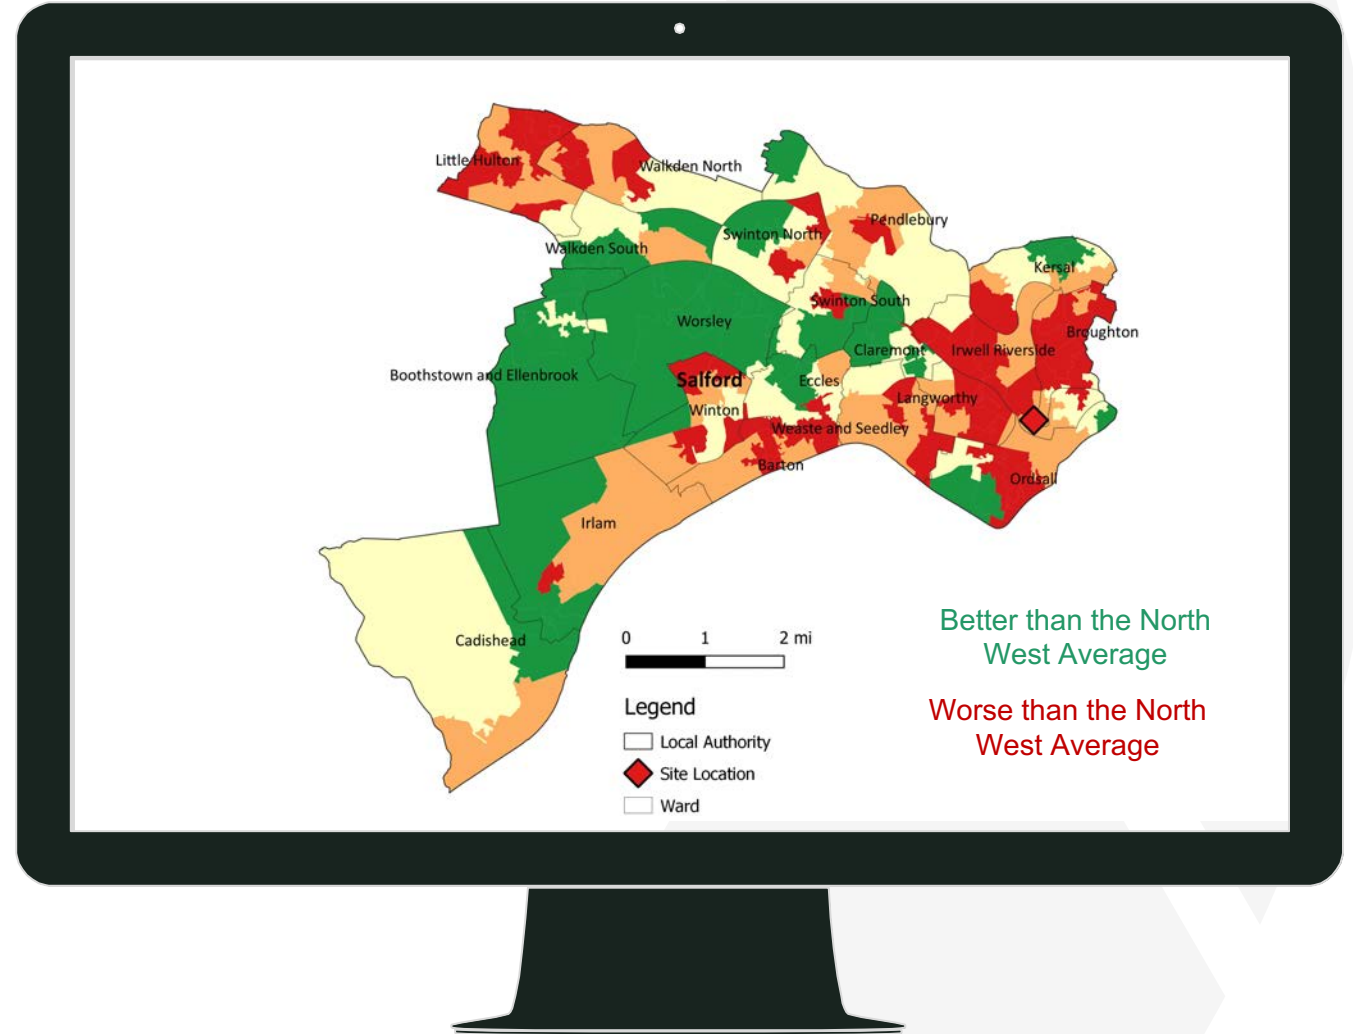 Little Hulton
Walkden North
Pendlebury
Swinton North
Walkden South
Kersal
Swinton South
Worsley
Broughton
Claremont
Irwell Riverside
Boothstown and Ellenbrook
Salford
Eccles
Langworthy
Winton
Weaste and Seedley
Barton
Ordsall
Irlam
Cadishead
0 1 2 mi
Legend
Local Authority
Site Location
Ward
Better than the North
West Average
Worse than the North
West Average